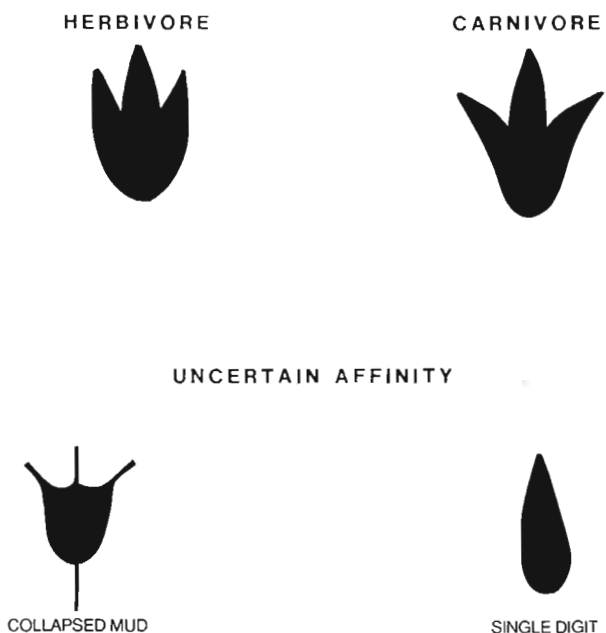 HERBIVORE
CARNIVORE
UNCERTAIN AFFINITY
COLLAPSED MUD
SINGLE DIGIT